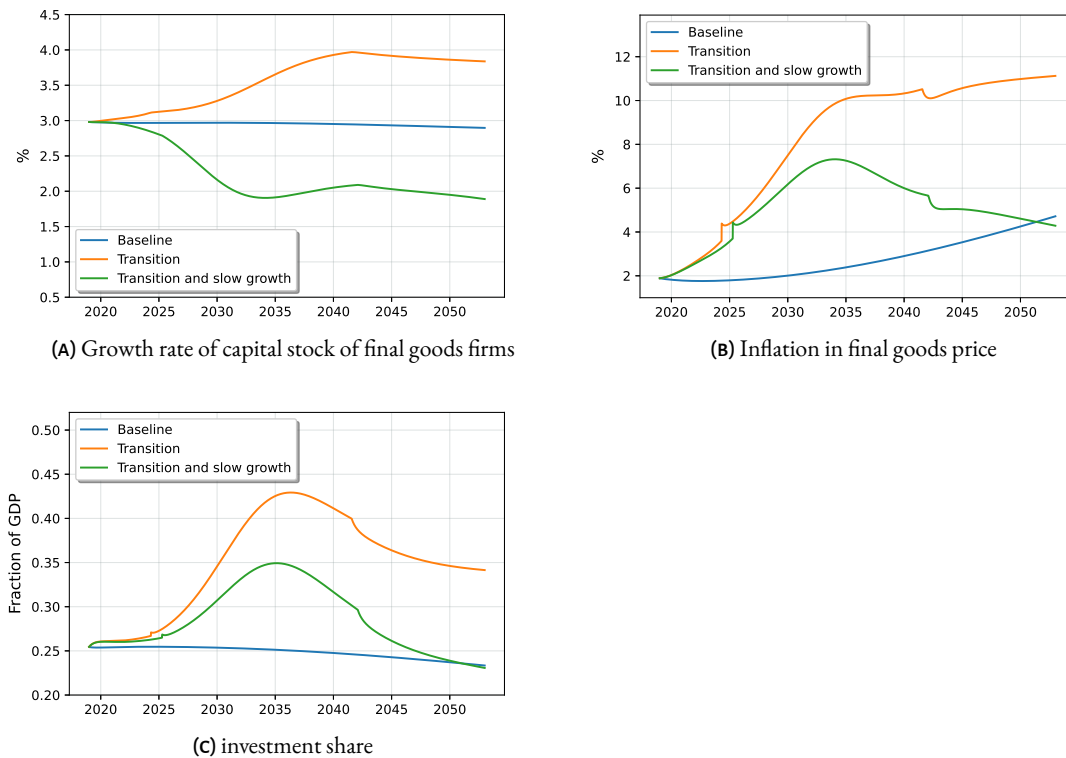 4.5
4.0
3.5
3.0
2.5
2.0
1.5
1.0
0.5
%
Baseline
Transition
Transition and slow growth
2020 2025 2030 2035 2040 2045 2050
(A) Growth rate of capital stock of final goods firms
12
10
8
6
4
2
%
Baseline
Transition
Transition and slow growth
2020 2025 2030 2035 2040 2045 2050
(B) Inflation in final goods price
0.50
0.45
0.40
0.35
0.30
0.25
0.20
Fraction of GDP
Baseline
Transition
Transition and slow growth
2020 2025 2030 2035 2040 2045 2050
(C) investment share